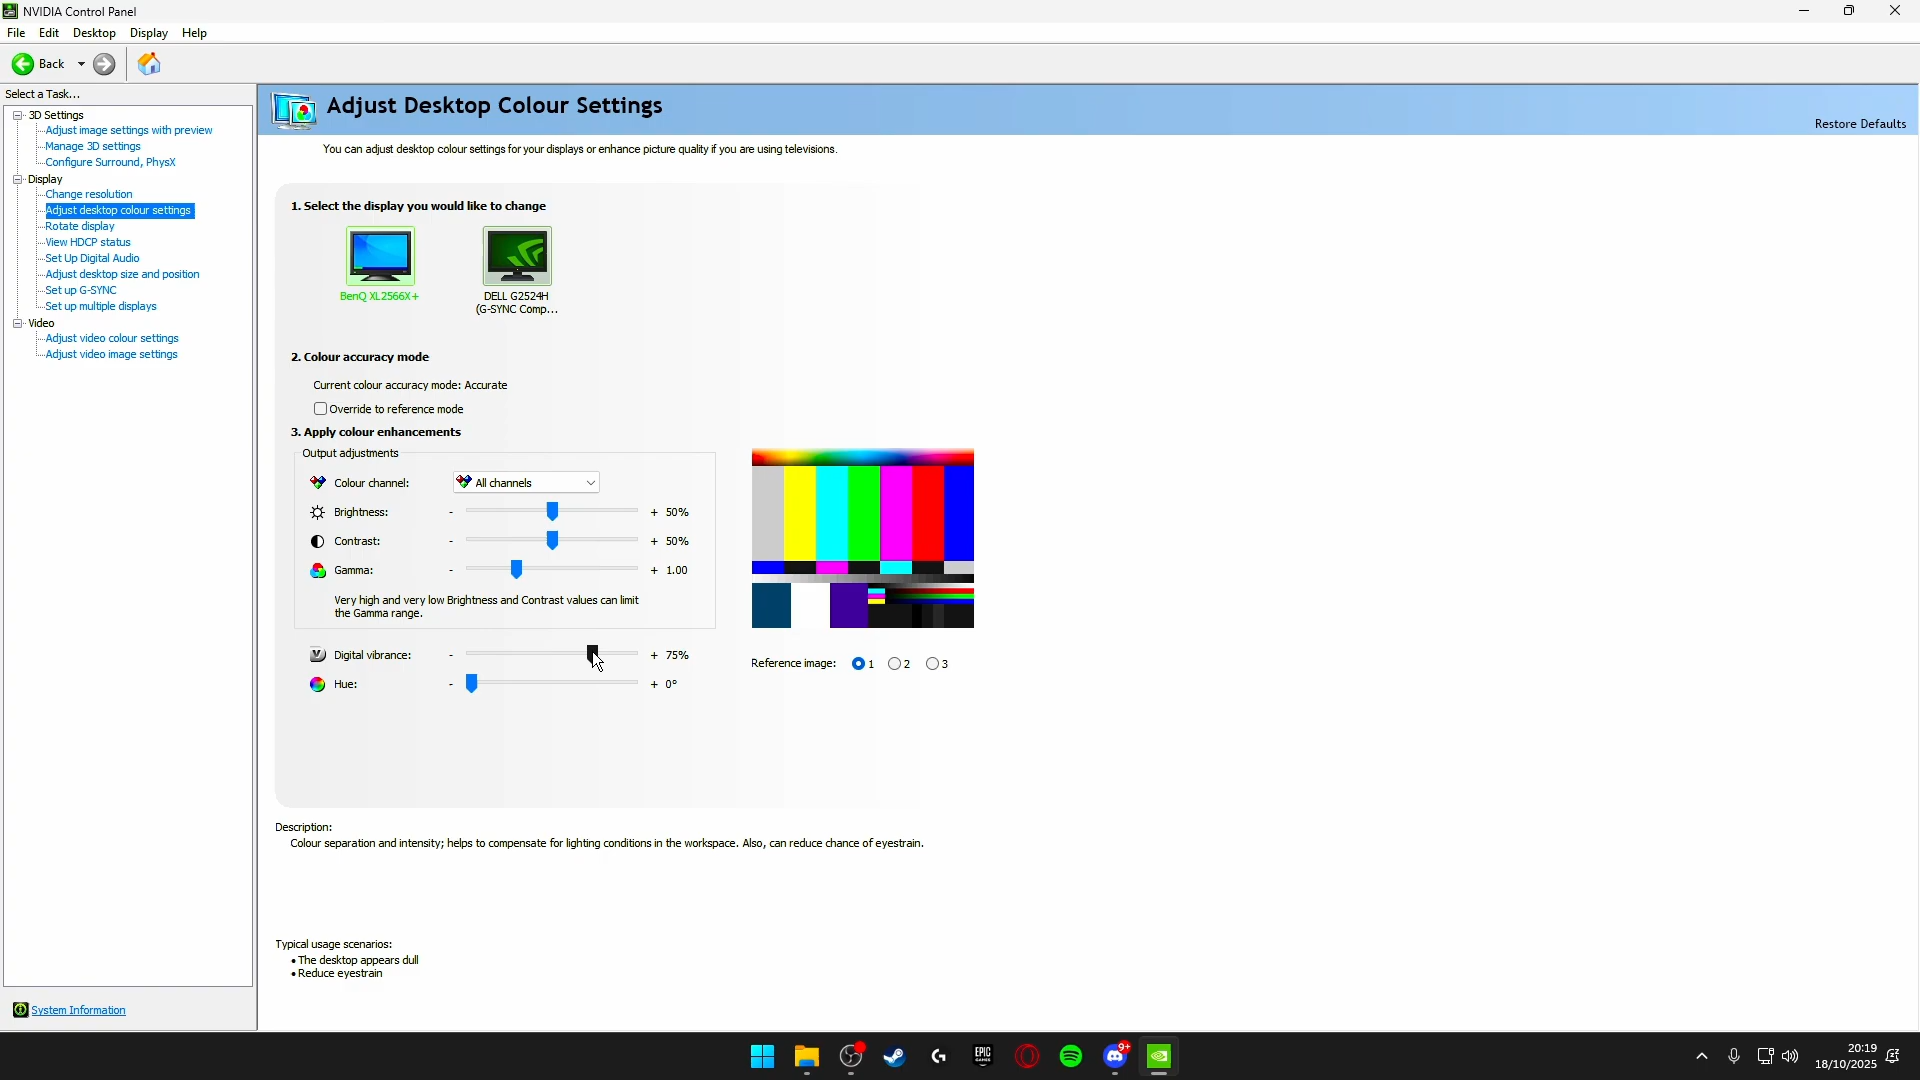 NVIDIA Control Panel
File Edit Desktop Display Help
Back
Select a Task...
3D Settings
Adjust image settings with preview
Manage 3D settings
Configure Surround, PhysX
Display
Change resolution
Adjust desktop colour settings
Rotate display
View HDCP status
Set Up Digital Audio
Adjust desktop size and position
Set up G-SYNC
Set up multiple displays
Video
Adjust video colour settings
Adjust video image settings
System Information
Adjust Desktop Colour Settings
Restore Defaults
You can adjust desktop colour settings for your displays or enhance picture quality if you are using televisions.
1. Select the display you would like to change
BenQ XL2566X+
DELL G2524H
(G-SYNC Comp...
2. Colour accuracy mode
Current colour accuracy mode: Accurate
Override to reference mode
3. Apply colour enhancements
Output adjustments
Colour channel: All channels
Brightness: - + 50%
Contrast: - + 50%
Gamma: - + 1.00
Very high and very low Brightness and Contrast values can limit
the Gamma range.
Digital vibrance: - + 75%
Hue: - + 0°
Reference image: 1 2 3
Description:
Colour separation and intensity; helps to compensate for lighting conditions in the workspace. Also, can reduce chance of eyestrain.
Typical usage scenarios:
• The desktop appears dull
• Reduce eyestrain
EPIC
GAMES
9+
20:19
18/10/2025